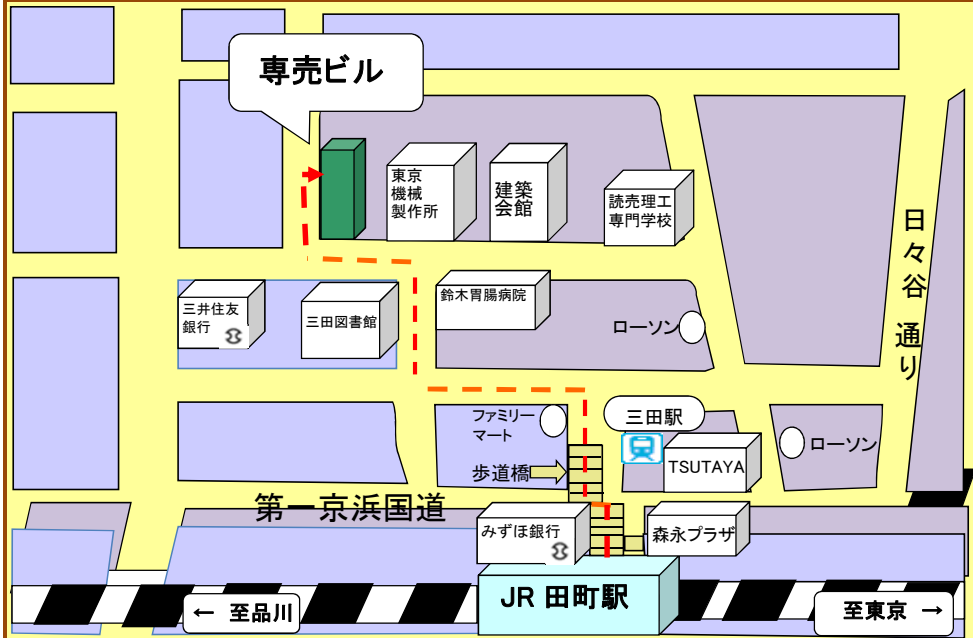 専売ビル
東京
機械
製作所
建築
会館
読売理工
専門学校
日々谷 通り
三井住友
銀行
三田図書館
鈴木胃腸病院
ローソン
ファミリー
マート
三田駅
歩道橋
TSUTAYA
ローソン
第一京浜国道
みずほ銀行
森永プラザ
JR 田町駅
← 至品川
至東京 →